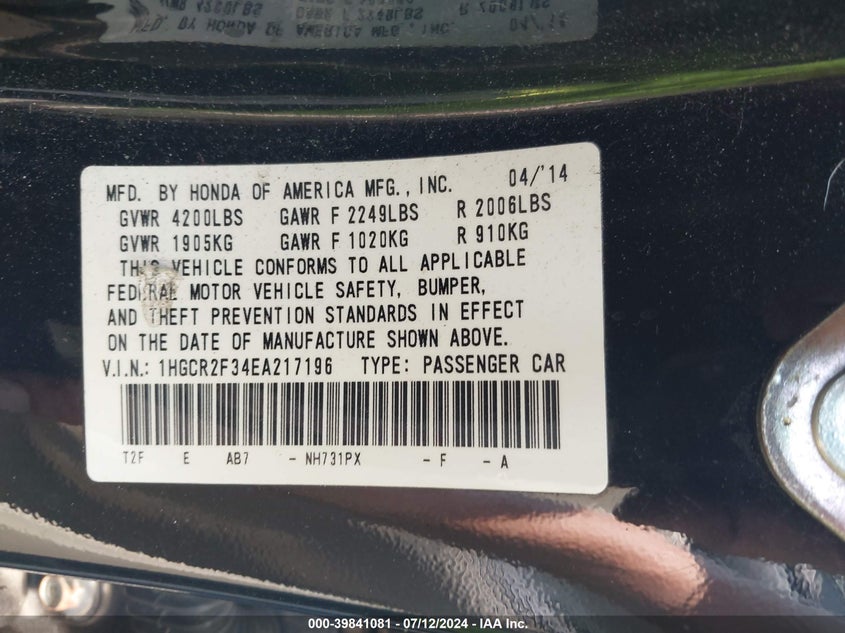 MFD. BY HONDA OF AMERICA MFG., INC. 04/'14
GVWR 4200LBS GAWR F 2249LBS R 2006LBS
GVWR 1905KG GAWR F 1020KG R 910KG
THIS VEHICLE CONFORMS TO ALL APPLICABLE
FEDERAL MOTOR VEHICLE SAFETY, BUMPER,
AND THEFT PREVENTION STANDARDS IN EFFECT
ON THE DATE OF MANUFACTURE SHOWN ABOVE.
V.I.N.: 1HGCR2F34EA217196 TYPE: PASSENGER CAR
T2F E AB7 - NH731PX - F - A
000-39841081 - 07/12/2024 - IAAI.com